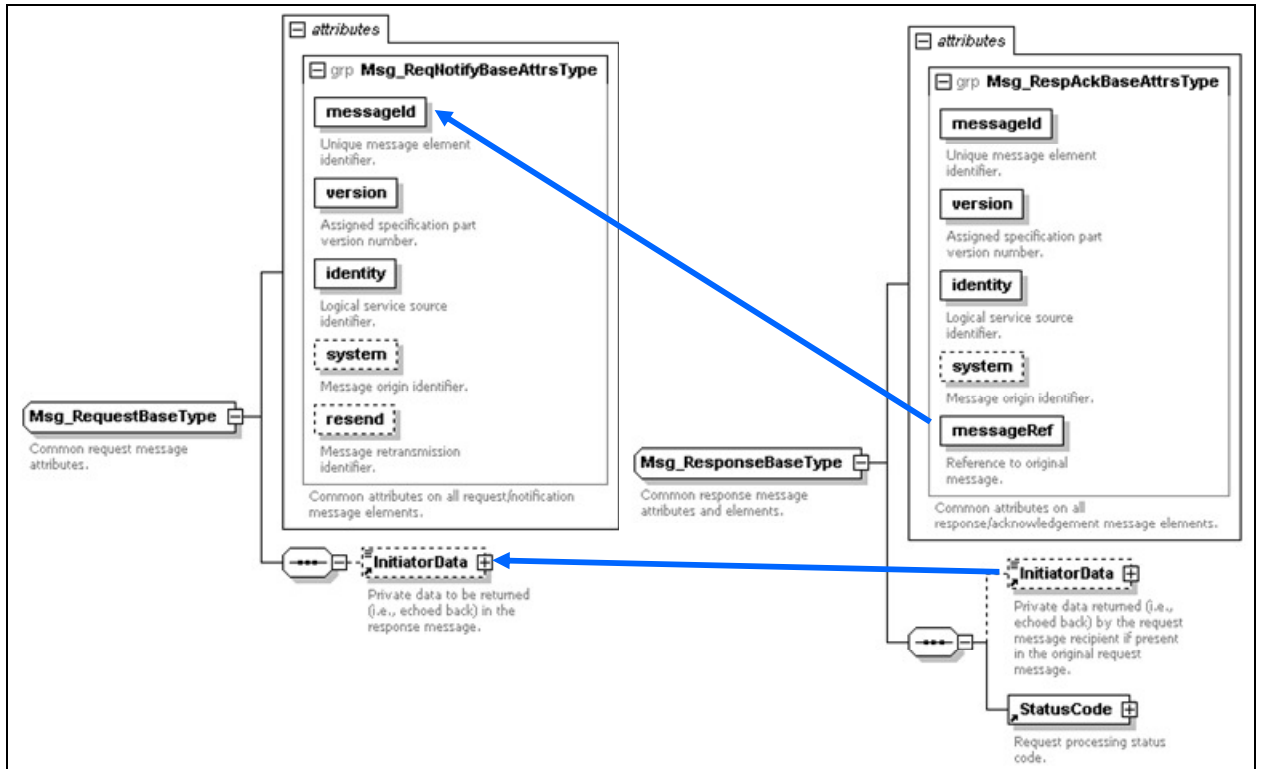 attributes
grp Msg_ReqNotifyBaseAttrsType
messageId
Unique message element
identifier.
version
Assigned specification part
version number.
identity
Logical service source
identifier.
system
Message origin identifier.
resend
Message retransmission
identifier.
Common attributes on all request/notification
message elements.
Msg_RequestBaseType
Common request message
attributes.
InitiatorData
Private data to be returned
(i.e., echoed back) in the
response message.
attributes
grp Msg_RespAckBaseAttrsType
messageId
Unique message element
identifier.
version
Assigned specification part
version number.
identity
Logical service source
identifier.
system
Message origin identifier.
messageRef
Reference to original
message.
Common attributes on all
response/acknowledgement message elements.
Msg_ResponseBaseType
Common response message
attributes and elements.
InitiatorData
Private data returned (i.e.,
echoed back) by the request
message recipient if present
in the original request
message.
StatusCode
Request processing status
code.